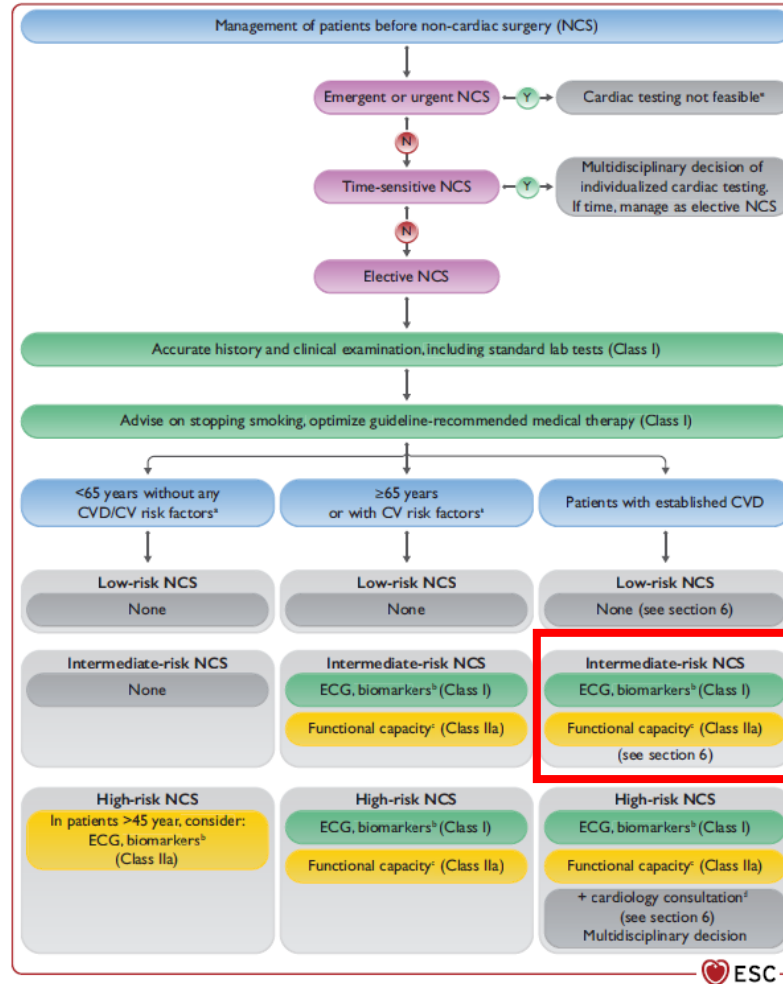 Management of patients before non-cardiac surgery (NCS)
Emergent or urgent NCS
Y
Cardiac testing not feasible*
N
Time-sensitive NCS
Y
Multidisciplinary decision of
individualized cardiac testing.
If time, manage as elective NCS
N
Elective NCS
Accurate history and clinical examination, including standard lab tests (Class I)
Advise on stopping smoking, optimize guideline-recommended medical therapy (Class I)
<65 years without any
CVD/CV risk factorsᵃ
≥65 years
or with CV risk factorsᵃ
Patients with established CVD
Low-risk NCS
None
Low-risk NCS
None
Low-risk NCS
None (see section 6)
Intermediate-risk NCS
None
Intermediate-risk NCS
ECG, biomarkersᵇ (Class I)
Functional capacityᶜ (Class IIa)
Intermediate-risk NCS
ECG, biomarkersᵇ (Class I)
Functional capacityᶜ (Class IIa)
(see section 6)
High-risk NCS
In patients >45 year, consider:
ECG, biomarkersᵇ
(Class IIa)
High-risk NCS
ECG, biomarkersᵇ (Class I)
Functional capacityᶜ (Class IIa)
High-risk NCS
ECG, biomarkersᵇ (Class I)
Functional capacityᶜ (Class IIa)
+ cardiology consultationᵈ
(see section 6)
Multidisciplinary decision
ESC